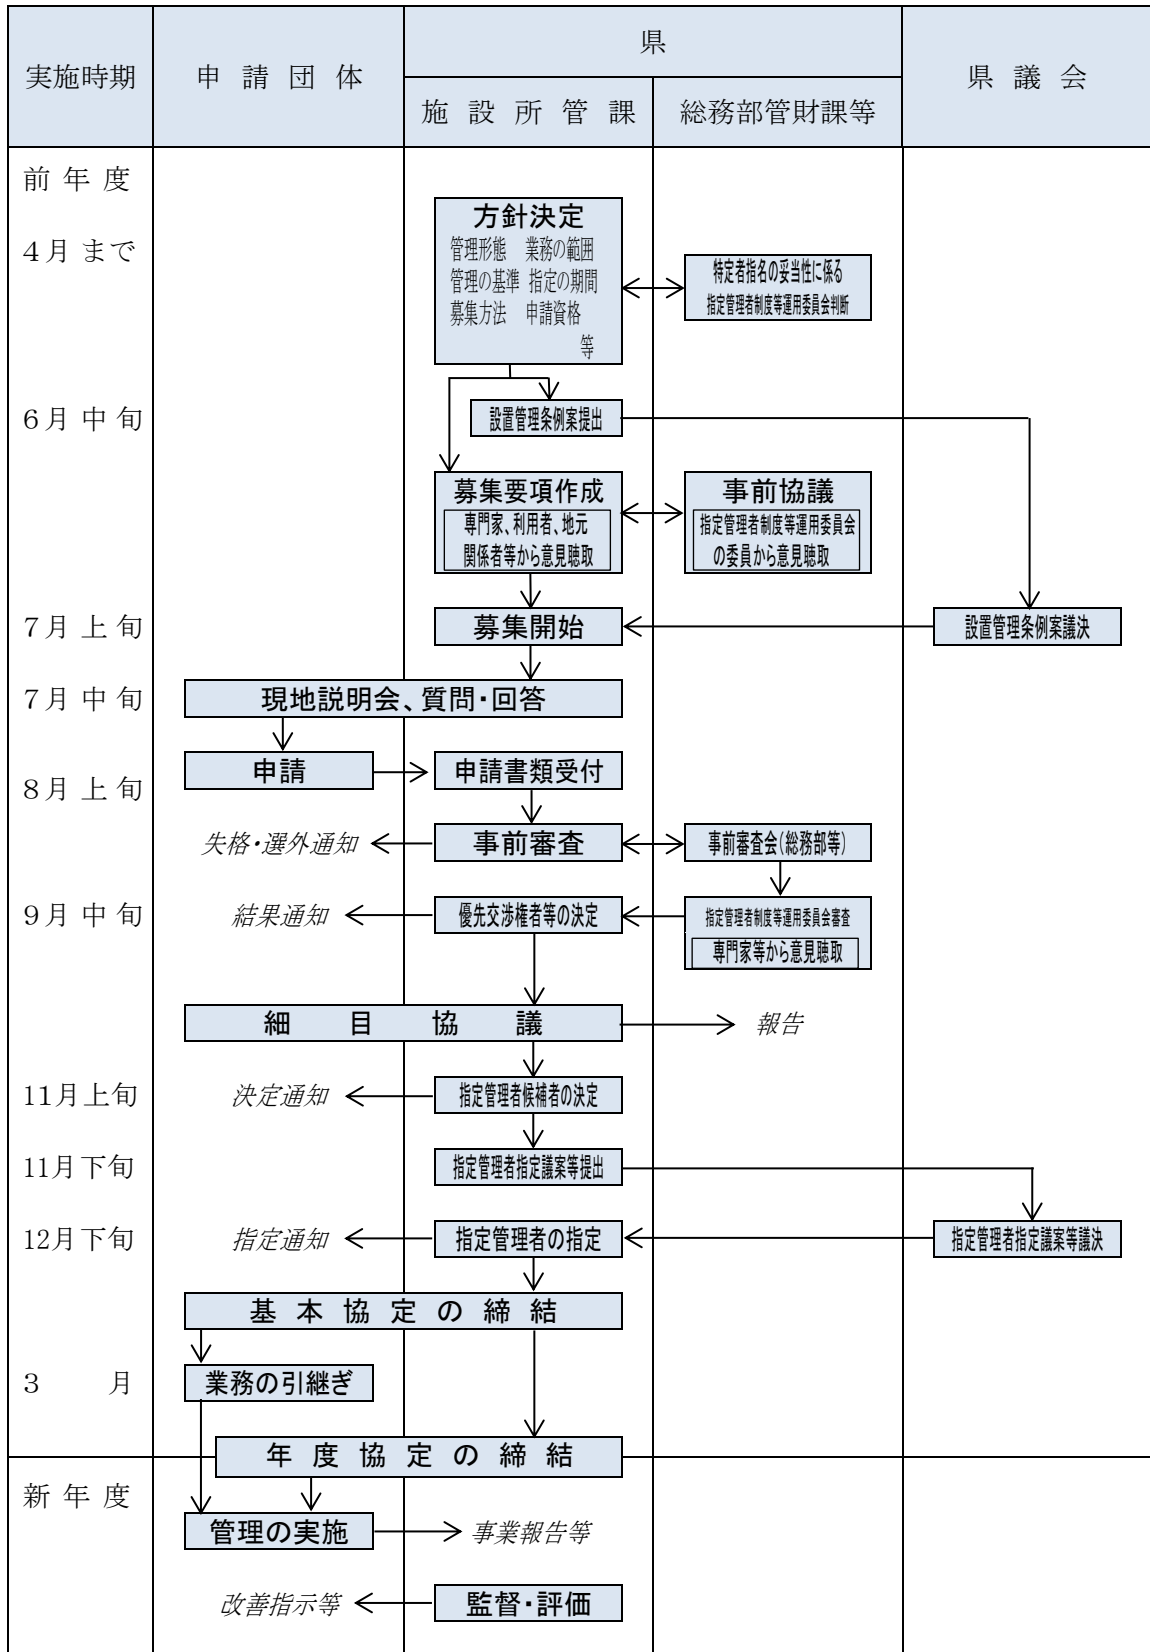 実施時期
申請団体
県
施設所管課
総務部管財課等
県議会
前年度
4月まで
方針決定
管理形態 業務の範囲
管理の基準 指定の期間
募集方法 申請資格
等
特定者指名の妥当性に係る
指定管理者制度等運用委員会判断
6月中旬
設置管理条例案提出
募集要項作成
専門家、利用者、地元
関係者等から意見聴取
事前協議
指定管理者制度等運用委員会
の委員から意見聴取
7月上旬
募集開始
設置管理条例案議決
7月中旬
現地説明会、質問・回答
8月上旬
申請
申請書類受付
失格・選外通知
事前審査
事前審査会(総務部等)
9月中旬
結果通知
優先交渉権者等の決定
指定管理者制度等運用委員会審査
専門家等から意見聴取
細目協議
報告
11月上旬
決定通知
指定管理者候補者の決定
11月下旬
指定管理者指定議案等提出
12月下旬
指定通知
指定管理者の指定
指定管理者指定議案等議決
基本協定の締結
3月
業務の引継ぎ
年度協定の締結
新年度
管理の実施
事業報告等
改善指示等
監督・評価